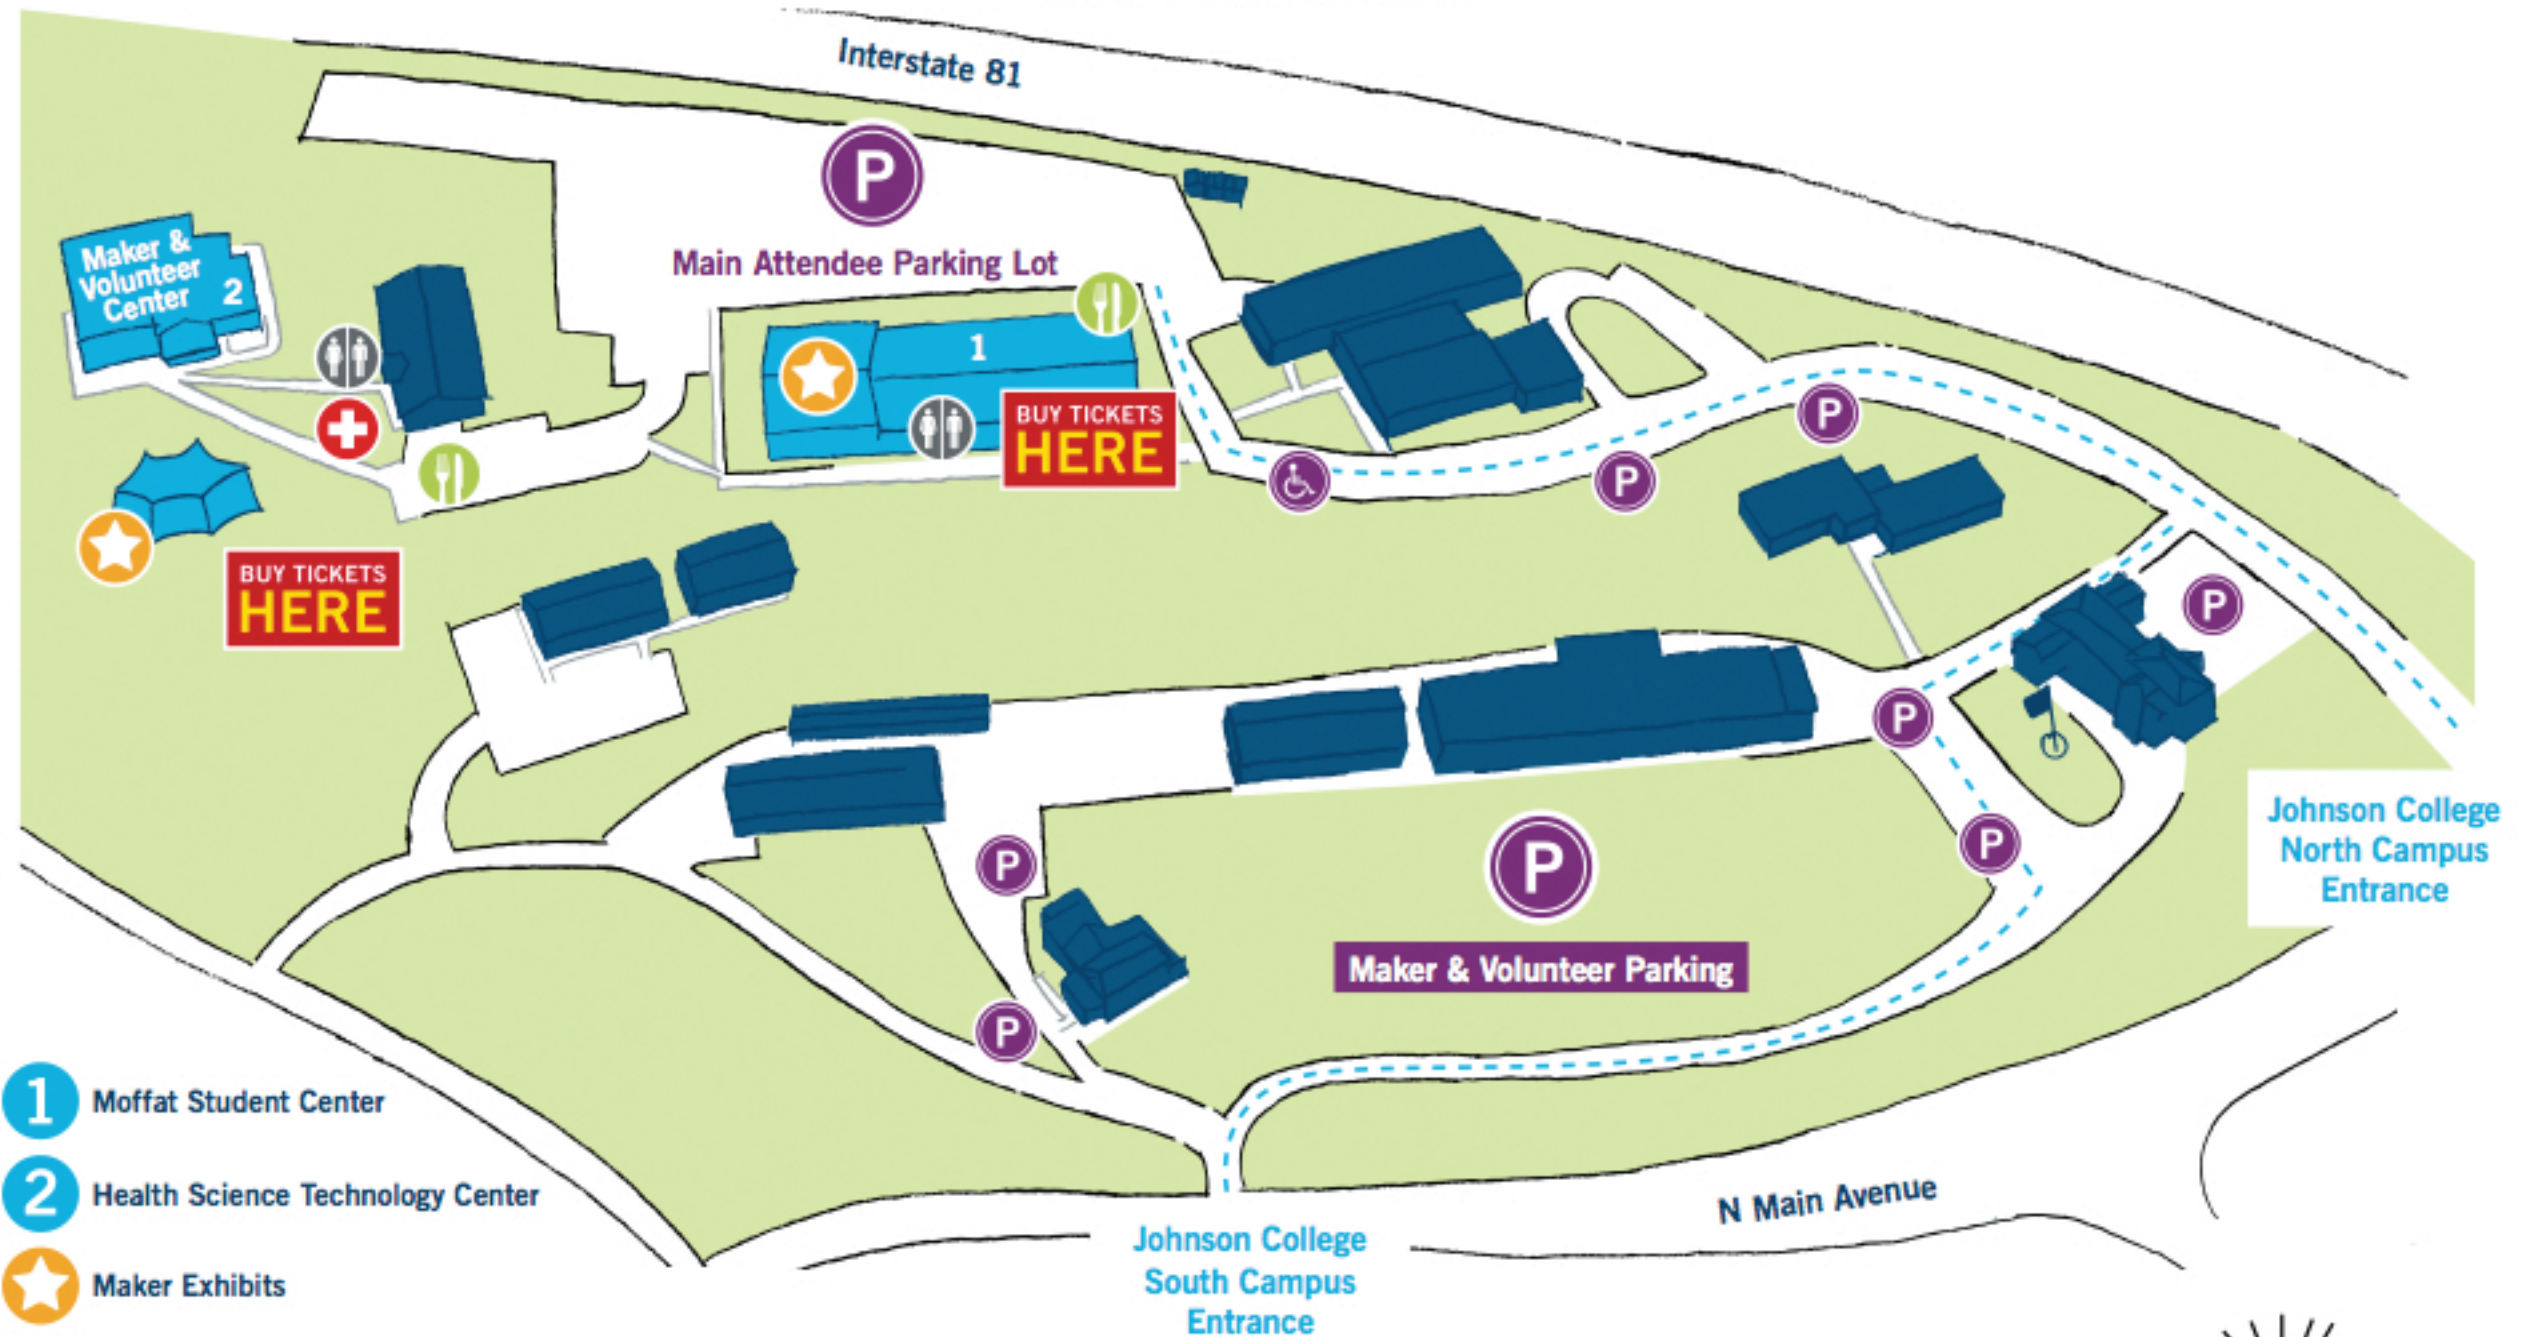 Interstate 81
P
Main Attendee Parking Lot
Maker &
Volunteer
Center
2
1
BUY TICKETS
HERE
P
P
BUY TICKETS
HERE
P
P
P
P
P
P
Maker & Volunteer Parking
Johnson College
North Campus
Entrance
1 Moffat Student Center
2 Health Science Technology Center
Maker Exhibits
N Main Avenue
Johnson College
South Campus
Entrance